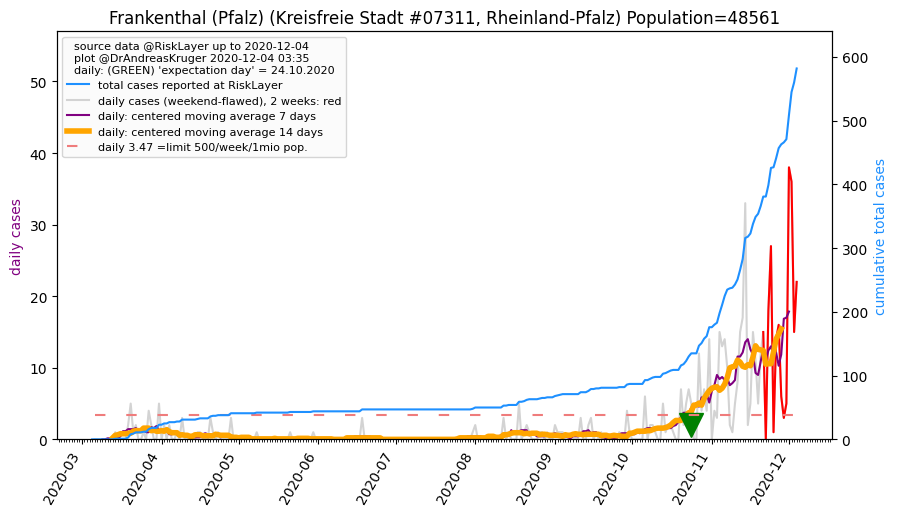 Frankenthal (Pfalz) (Kreisfreie Stadt #07311, Rheinland-Pfalz) Population=48561
source data @RiskLayer up to 2020-12-04
plot @DrAndreasKruger 2020-12-04 03:35
daily: (GREEN) 'expectation day' = 24.10.2020
total cases reported at RiskLayer
daily cases (weekend-flawed), 2 weeks: red
daily: centered moving average 7 days
daily: centered moving average 14 days
daily 3.47 =limit 500/week/1mio pop.
daily cases
50
40
30
20
10
0
600
500
400
300
200
100
0
cumulative total cases
2020-03
2020-04
2020-05
2020-06
2020-07
2020-08
2020-09
2020-10
2020-11
2020-12